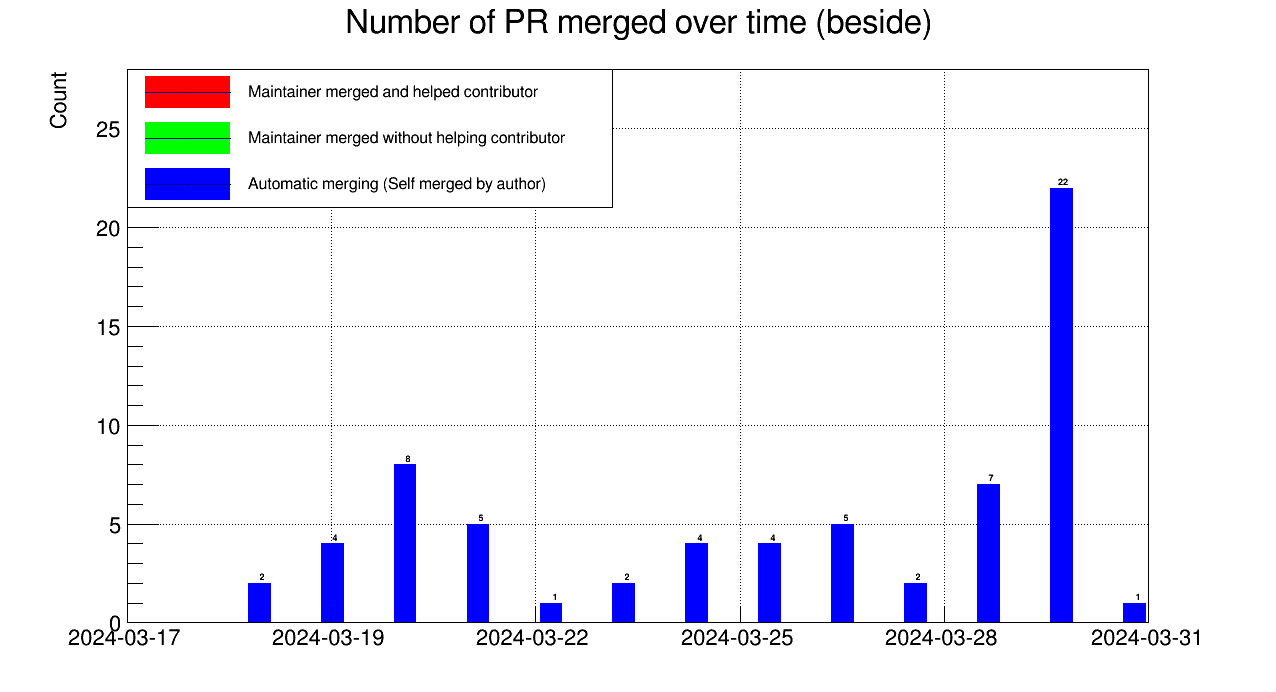 Number of PR merged over time (beside)
Count
Maintainer merged and helped contributor
Maintainer merged without helping contributor
Automatic merging (Self merged by author)
25
20
15
10
5
0
2 4 8 5 1 2 4 4 5 2 7 22 1
2024-03-17 2024-03-19 2024-03-22 2024-03-25 2024-03-28 2024-03-31